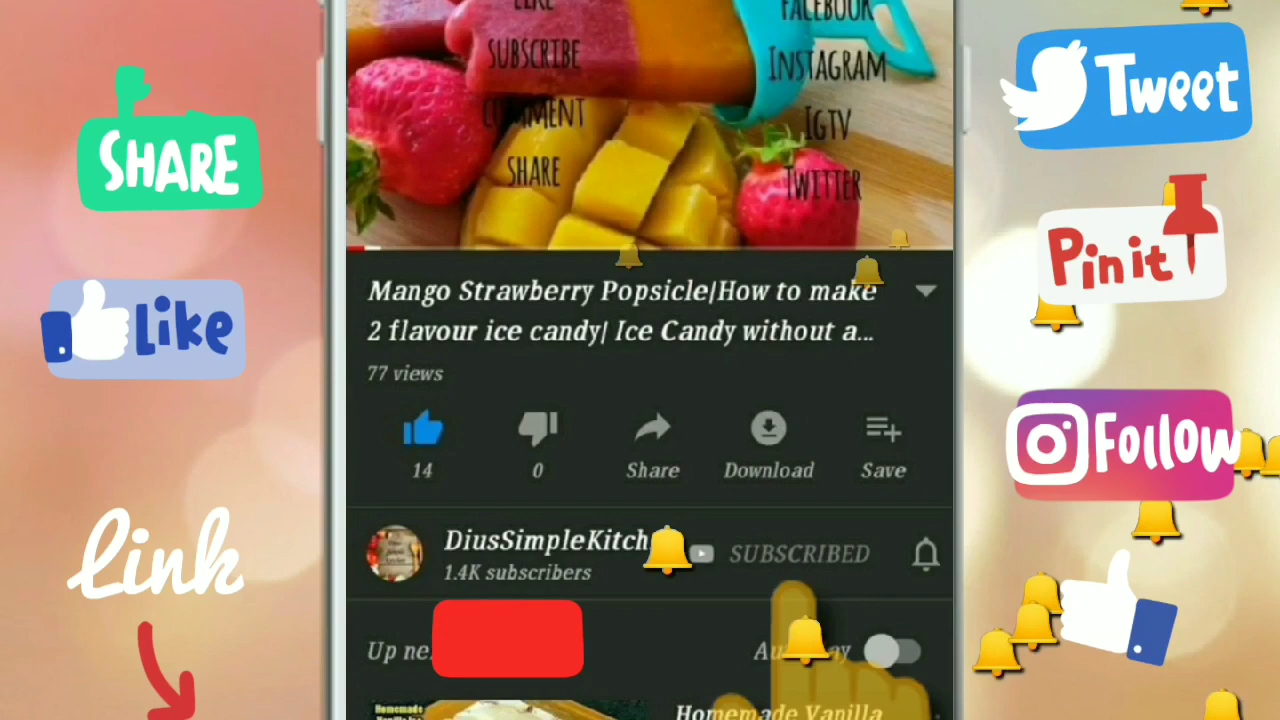 LIKE
SUBSCRIBE
COMMENT
SHARE
FACEBOOK
INSTAGRAM
IGTV
TWITTER
SHARE
Like
link
Tweet
Pin it
Follow
Mango Strawberry Popsicle|How to make
2 flavour ice candy| Ice Candy without a...
77 views
14
0
Share
Download
Save
DiusSimpleKitch
SUBSCRIBED
1.4K subscribers
Up ne
Homemade Vanilla
Homemade